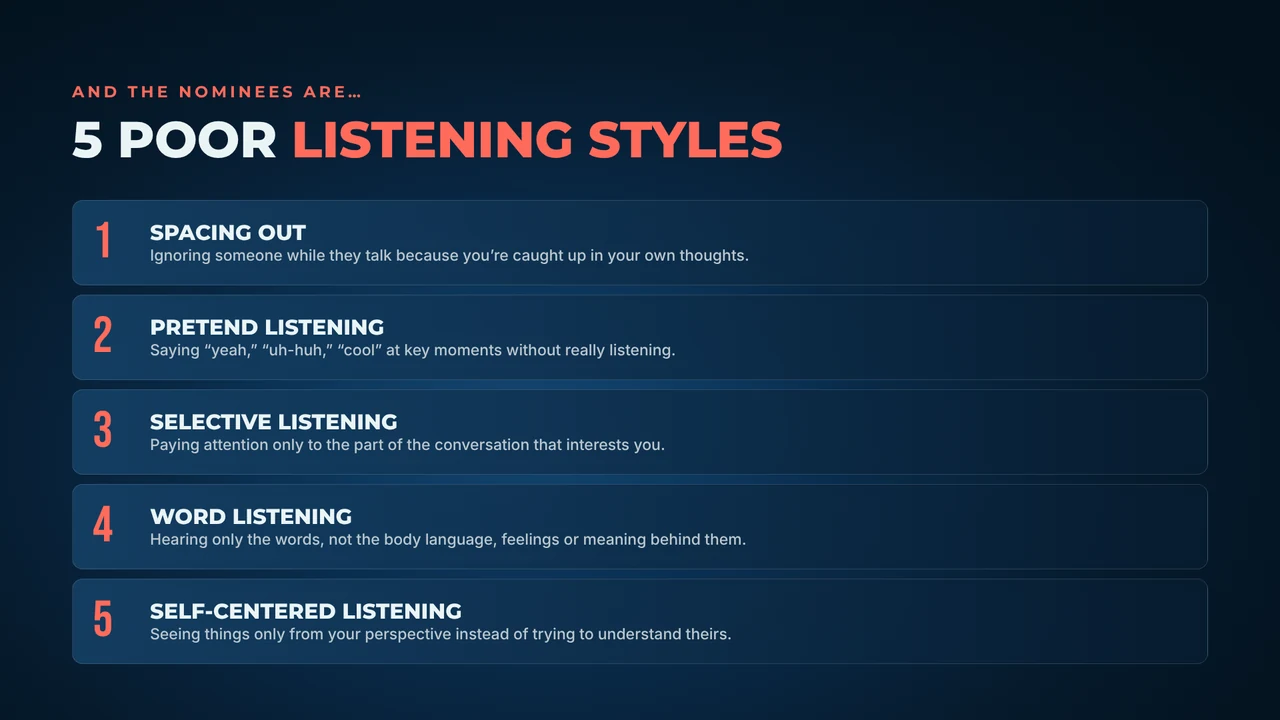 AND THE NOMINEES ARE…
5 POOR LISTENING STYLES
1
SPACING OUT
Ignoring someone while they talk because you’re caught up in your own thoughts.
2
PRETEND LISTENING
Saying “yeah,” “uh-huh,” “cool” at key moments without really listening.
3
SELECTIVE LISTENING
Paying attention only to the part of the conversation that interests you.
4
WORD LISTENING
Hearing only the words, not the body language, feelings or meaning behind them.
5
SELF-CENTERED LISTENING
Seeing things only from your perspective instead of trying to understand theirs.